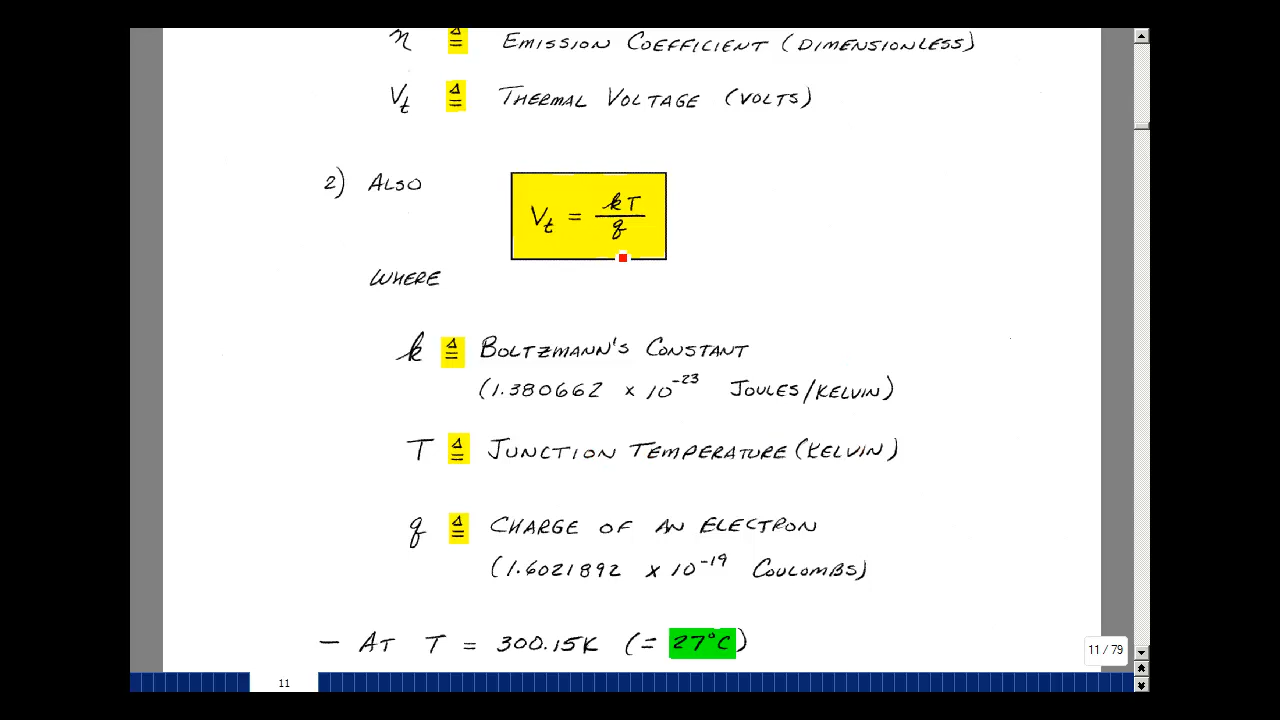 n ≜ EMISSION COEFFICIENT (DIMENSIONLESS)
Vt ≜ THERMAL VOLTAGE (VOLTS)
2) ALSO
Vt = kT/q
WHERE
k ≜ BOLTZMANN'S CONSTANT
(1.380662 × 10⁻²³ JOULES/KELVIN)
T ≜ JUNCTION TEMPERATURE (KELVIN)
q ≜ CHARGE OF AN ELECTRON
(1.6021892 × 10⁻¹⁹ COULOMBS)
– AT T = 300.15K (= 27°C)
11 / 79
11